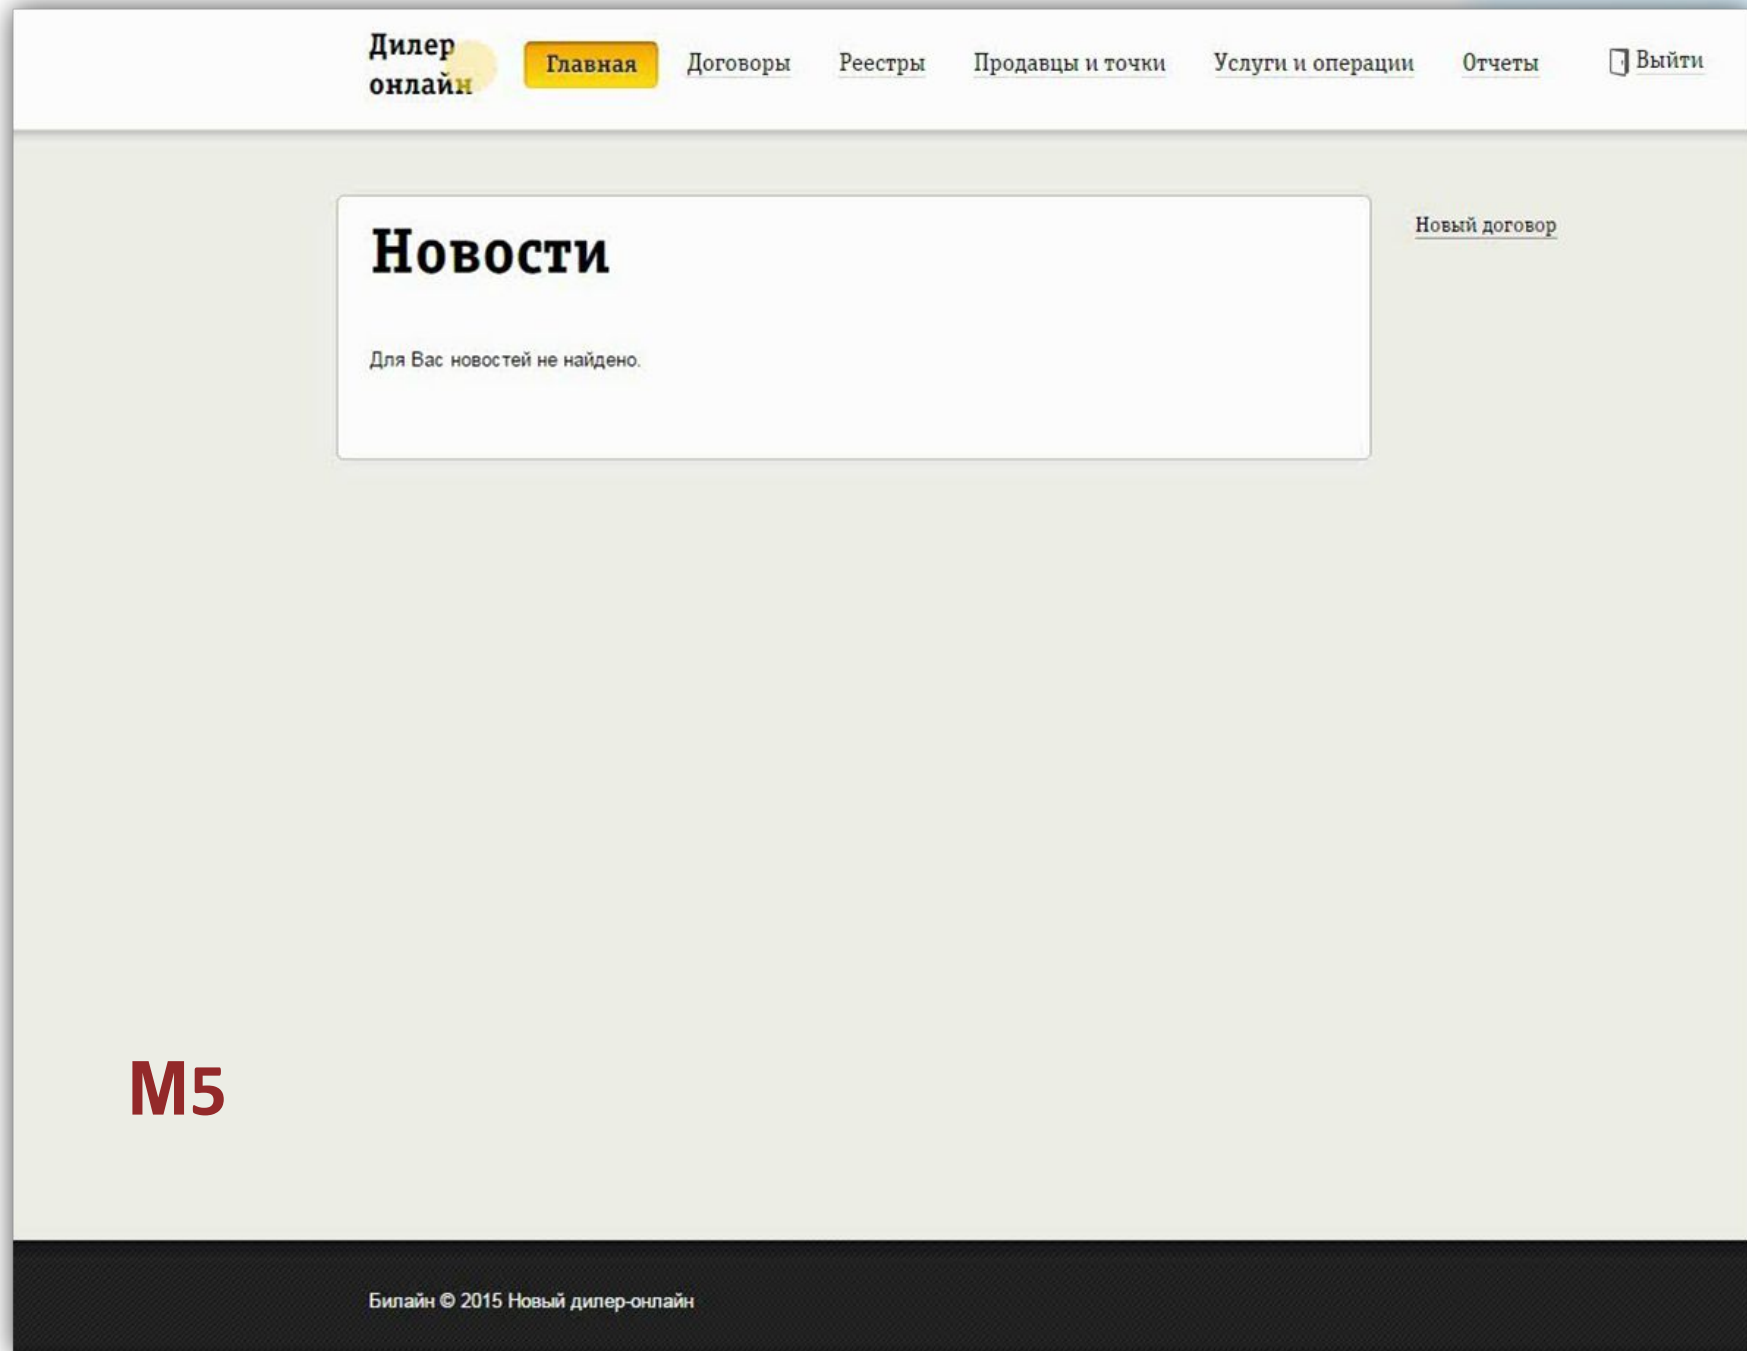 Дилер
онлайн
Главная
Договоры
Реестры
Продавцы и точки
Услуги и операции
Отчеты
Выйти
Новости
Новый договор
Для Вас новостей не найдено.
М5
Билайн © 2015 Новый дилер-онлайн